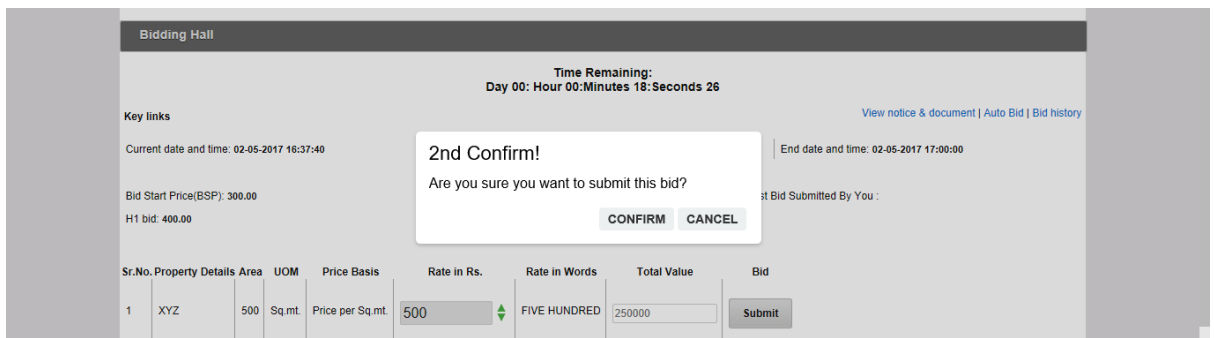 Bidding Hall
Time Remaining:
Day 00: Hour 00:Minutes 18:Seconds 26
Key links
View notice & document | Auto Bid | Bid history
Current date and time: 02-05-2017 16:37:40
End date and time: 02-05-2017 17:00:00
2nd Confirm!
Are you sure you want to submit this bid?
CONFIRM CANCEL
Bid Start Price(BSP): 300.00
Bid Submitted By You :
H1 bid: 400.00
Sr.No. Property Details Area UOM Price Basis Rate in Rs. Rate in Words Total Value Bid
1 XYZ 500 Sq.mt. Price per Sq.mt. 500 FIVE HUNDRED 250000 Submit